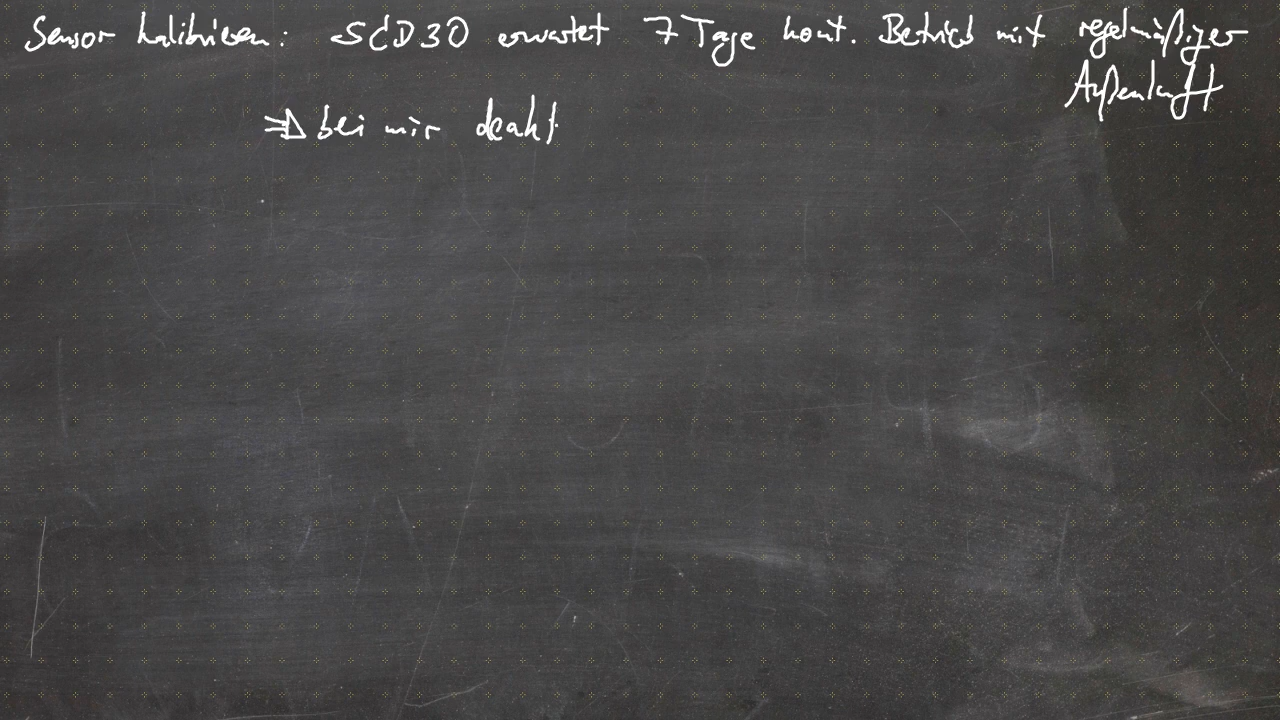 Sensor kalibrieren: SCD30 erwartet 7 Tage kont. Betrieb mit regelmäßiger
Außenluft
⇒ bei mir deakt.